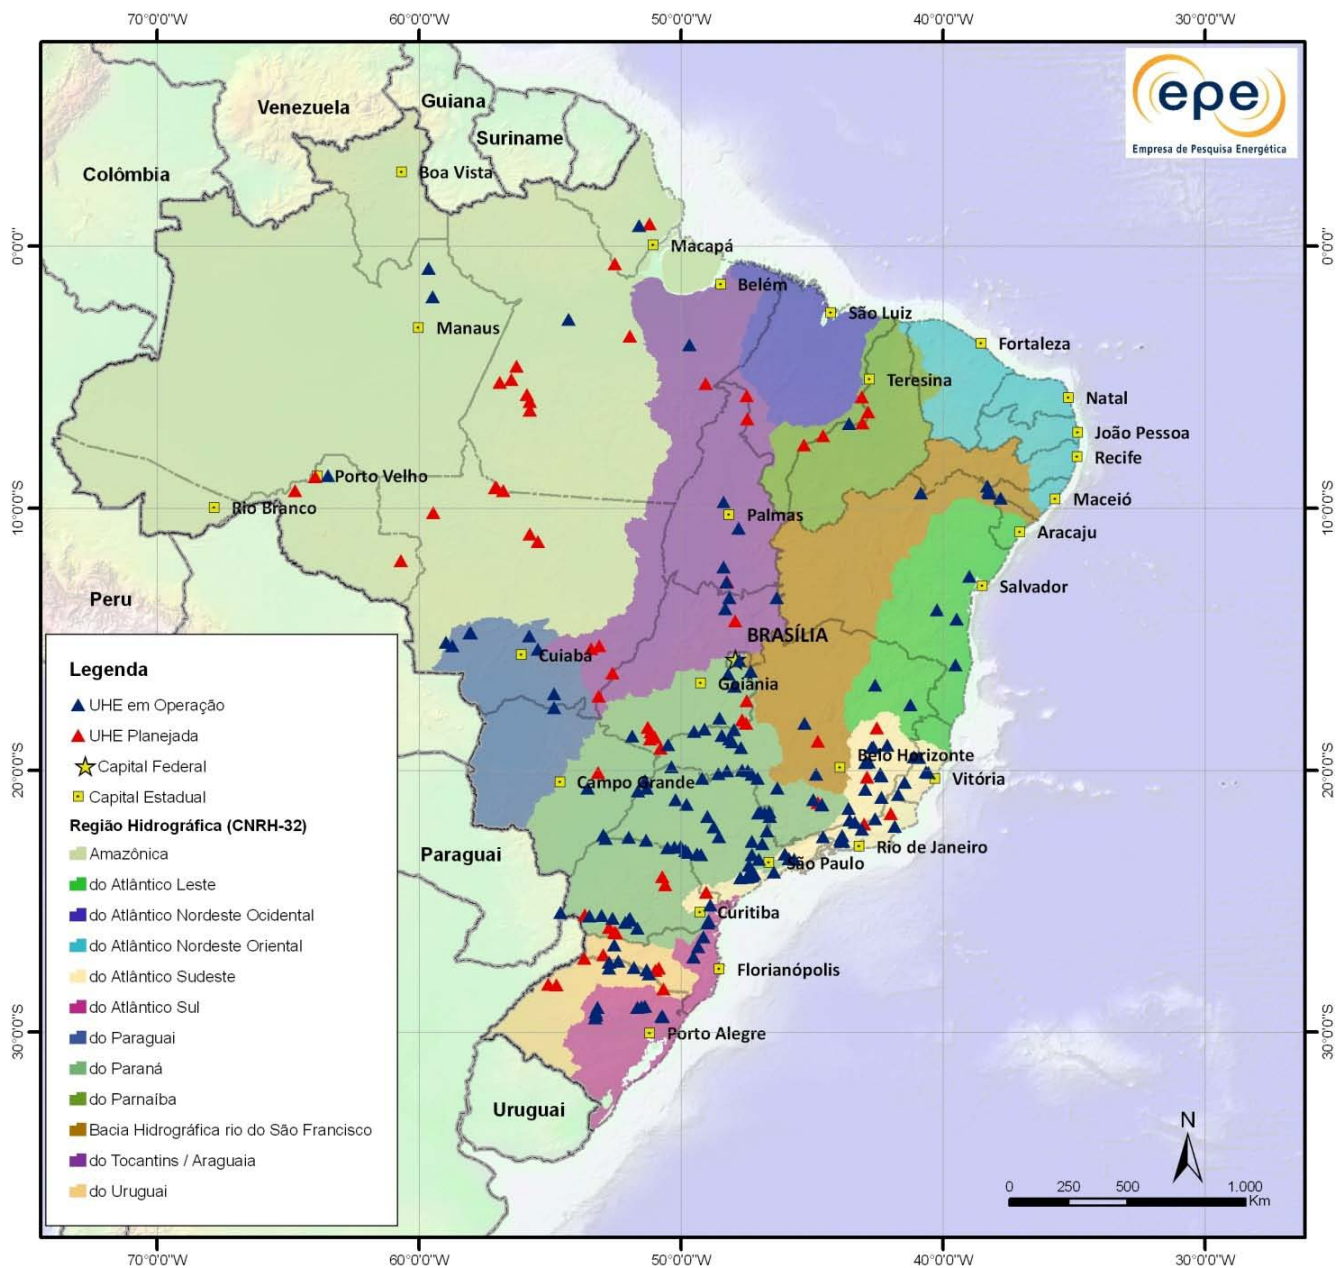 70°0'0"W 60°0'0"W 50°0'0"W 40°0'0"W 30°0'0"W
epe
Empresa de Pesquisa Energética
Venezuela
Guiana
Suriname
Colômbia
Boa Vista
0°0'0"
Macapá
0°0'0"
Belém
São Luiz
Manaus
Fortaleza
Teresina
Natal
João Pessoa
Recife
Porto Velho
Maceió
10°0'0"S
Rio Branco
Palmas
10°0'0"S
Aracaju
Salvador
Peru
BRASÍLIA
Cuiabá
Goiânia
Belo Horizonte
20°0'0"S
Campo Grande
Vitória
20°0'0"S
Rio de Janeiro
Paraguai
São Paulo
Curitiba
Florianópolis
30°0'0"S
Porto Alegre
30°0'0"S
Uruguai
Legenda
UHE em Operação
UHE Planejada
Capital Federal
Capital Estadual
Região Hidrográfica (CNRH-32)
Amazônica
do Atlântico Leste
do Atlântico Nordeste Ocidental
do Atlântico Nordeste Oriental
do Atlântico Sudeste
do Atlântico Sul
do Paraguai
do Paraná
do Parnaíba
Bacia Hidrográfica rio do São Francisco
do Tocantins / Araguaia
do Uruguai
N
0 250 500 1.000
Km
70°0'0"W 60°0'0"W 50°0'0"W 40°0'0"W 30°0'0"W